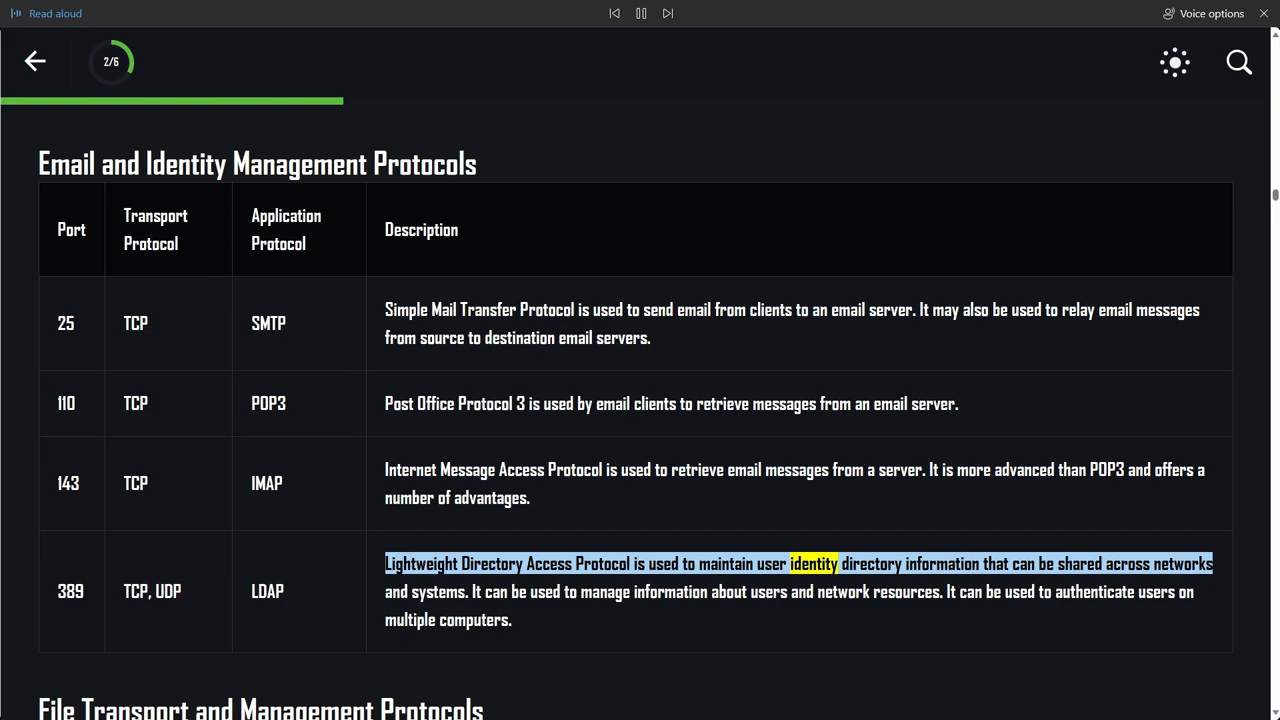 Read aloud
Voice options
2/6
Email and Identity Management Protocols
Port
Transport
Protocol
Application
Protocol
Description
25
TCP
SMTP
Simple Mail Transfer Protocol is used to send email from clients to an email server. It may also be used to relay email messages
from source to destination email servers.
110
TCP
POP3
Post Office Protocol 3 is used by email clients to retrieve messages from an email server.
143
TCP
IMAP
Internet Message Access Protocol is used to retrieve email messages from a server. It is more advanced than POP3 and offers a
number of advantages.
389
TCP, UDP
LDAP
Lightweight Directory Access Protocol is used to maintain user identity directory information that can be shared across networks
and systems. It can be used to manage information about users and network resources. It can be used to authenticate users on
multiple computers.
File Transport and Management Protocols